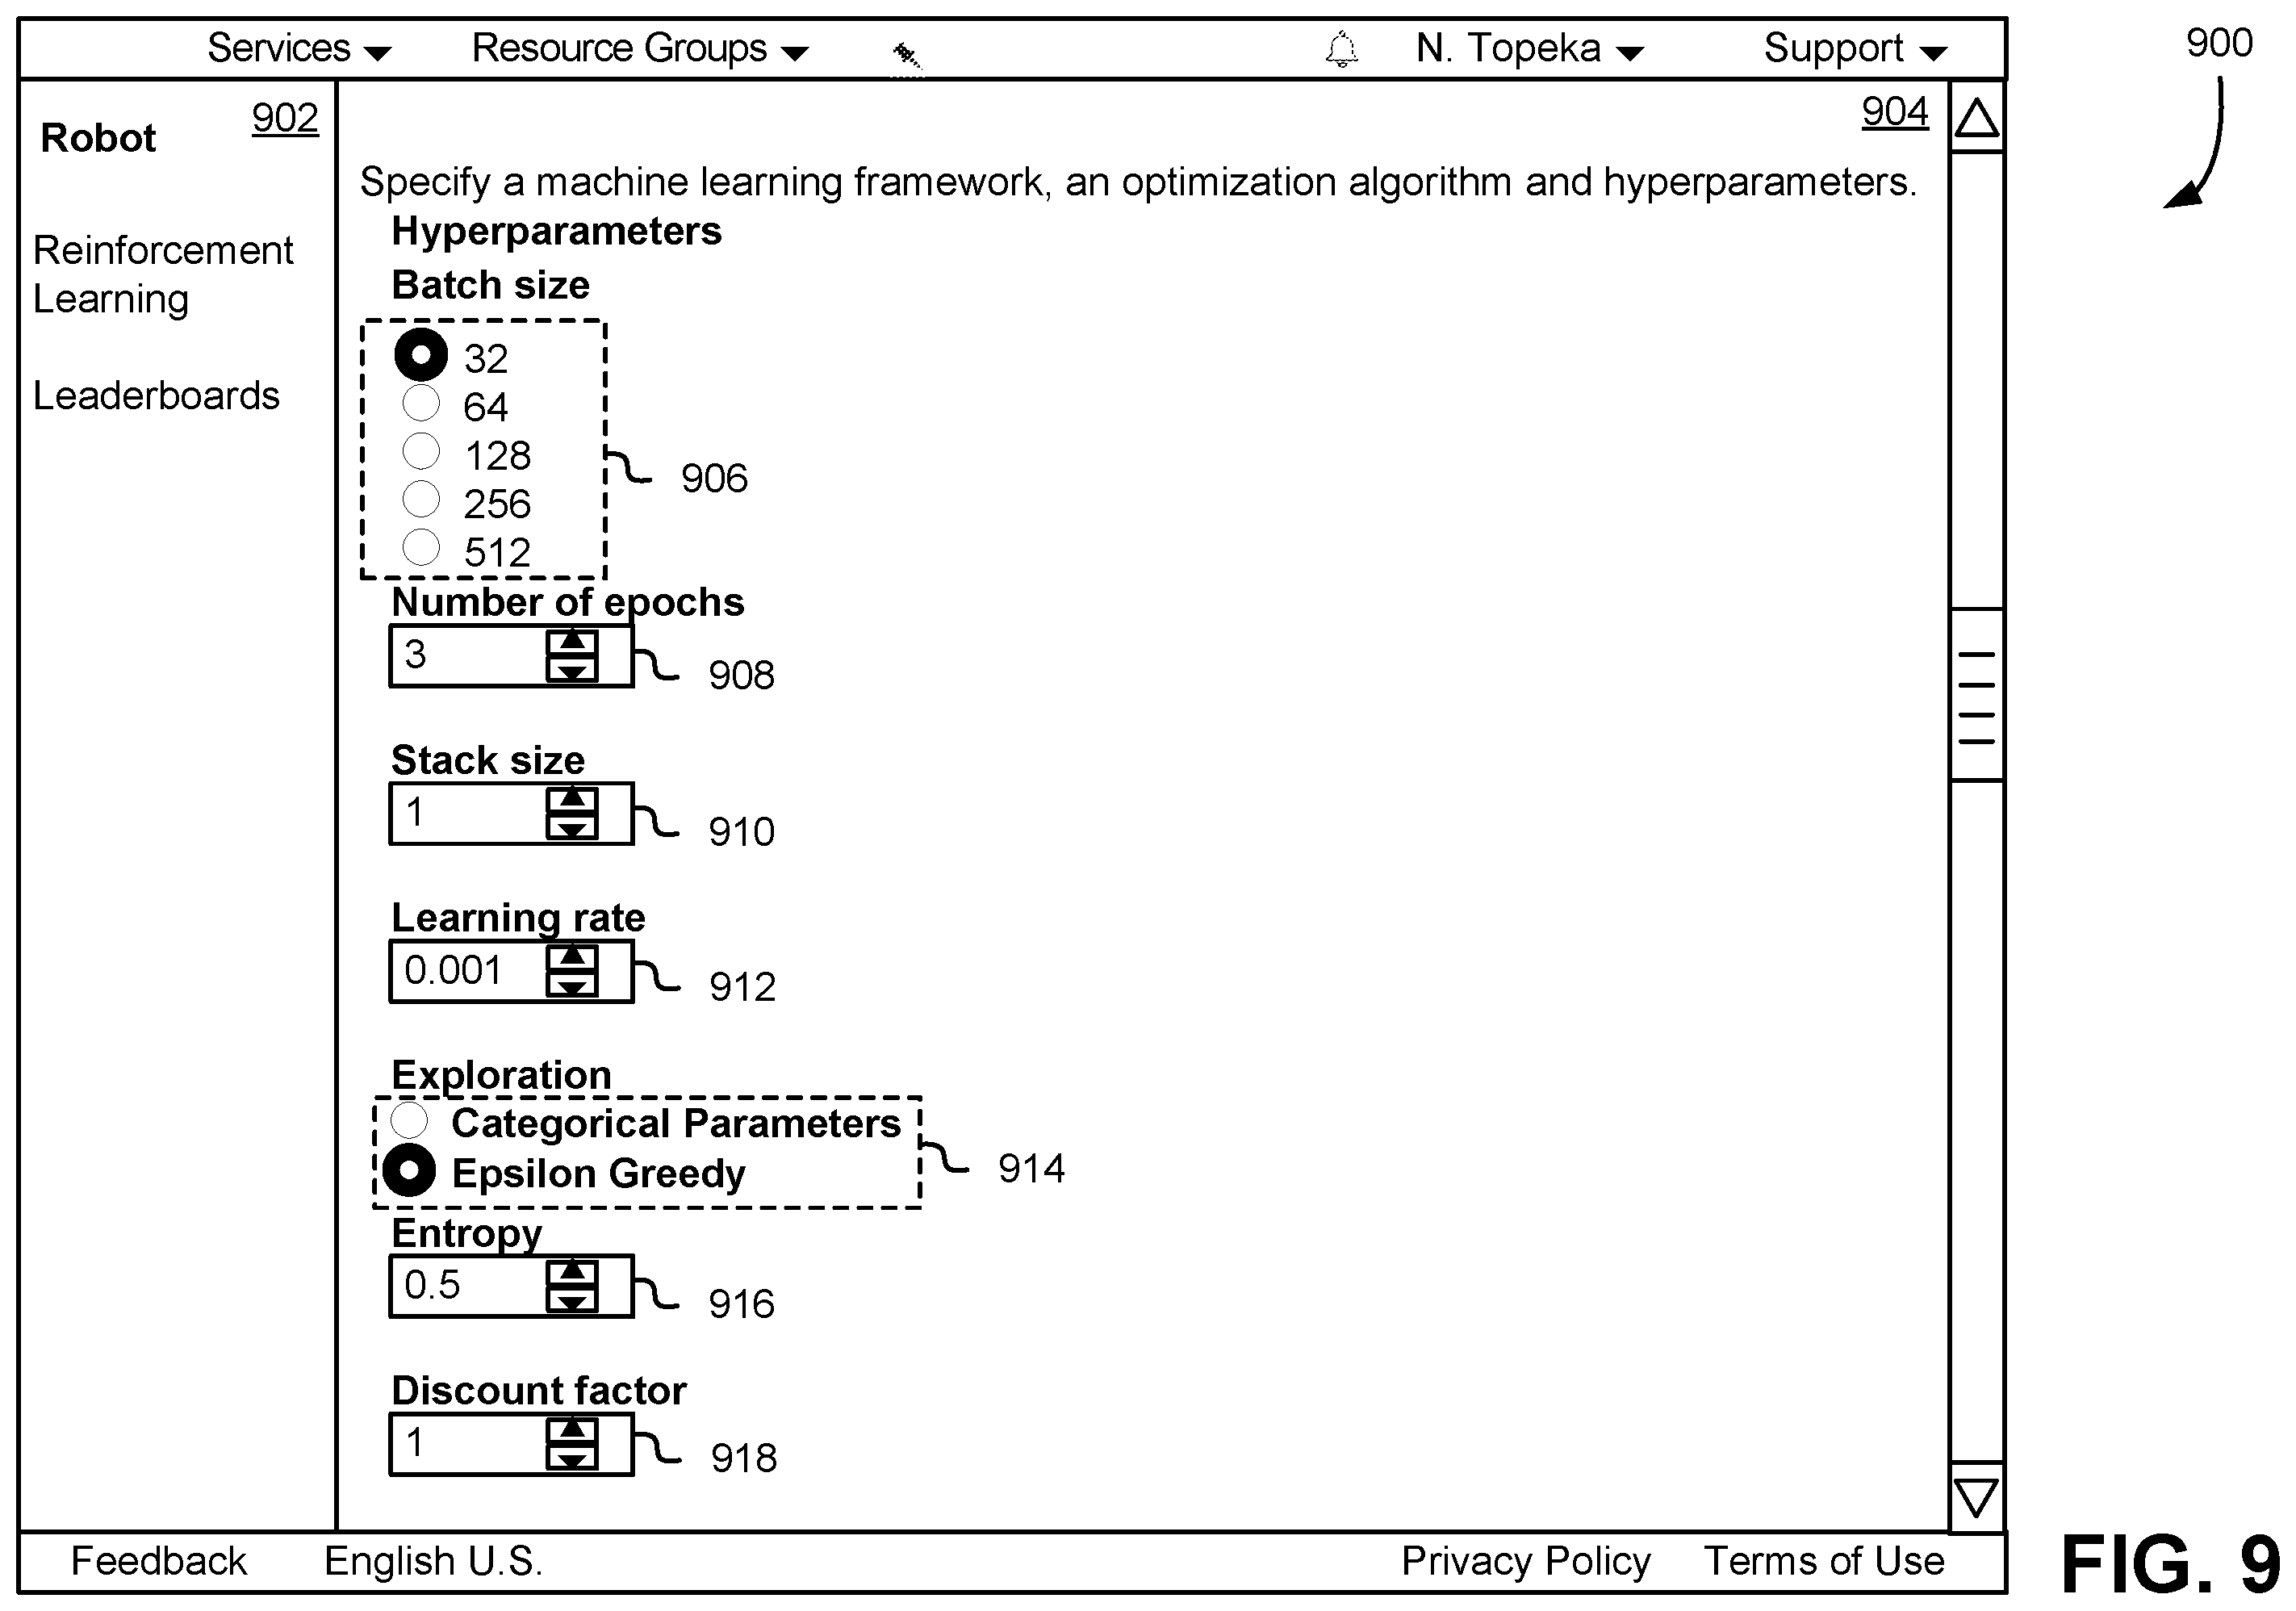 Services Resource Groups N. Topeka Support
900
Robot 902
Reinforcement
Learning
Leaderboards
904
Specify a machine learning framework, an optimization algorithm and hyperparameters.
Hyperparameters
Batch size
32
64
128
256
512
906
Number of epochs
3
908
Stack size
1
910
Learning rate
0.001
912
Exploration
Categorical Parameters
Epsilon Greedy
914
Entropy
0.5
916
Discount factor
1
918
Feedback English U.S. Privacy Policy Terms of Use
FIG. 9